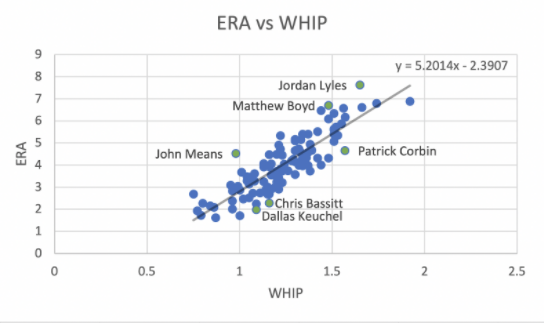 ERA vs WHIP
9
y = 5.2014x - 2.3907
8
Jordan Lyles
7
Matthew Boyd
6
5
John Means
Patrick Corbin
4
3
Chris Bassitt
2
Dallas Keuchel
1
0
ERA
0 0.5 1 1.5 2 2.5
WHIP